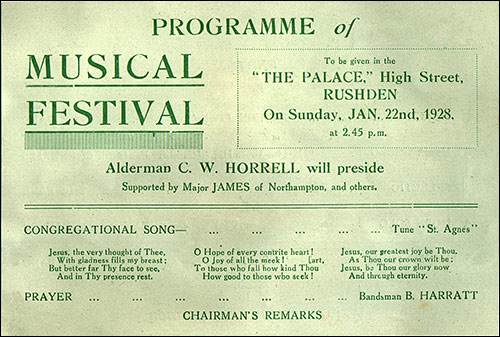 PROGRAMME of
MUSICAL
FESTIVAL
To be given in the
"THE PALACE," High Street,
RUSHDEN
On Sunday, JAN. 22nd, 1928,
at 2.45 p.m.
Alderman C. W. HORRELL will preside
Supported by Major JAMES of Northampton, and others.
CONGREGATIONAL SONG— ... ... ... ... ... Tune "St. Agnes"
Jesus, the very thought of Thee,
With gladness fills my breast;
But better far Thy face to see,
And in Thy presence rest.
O Hope of every contrite heart!
O Joy of all the meek! [art,
To those who fall how kind Thou
How good to those who seek!
Jesus, our greatest joy be Thou,
As Thou our crown will be;
Jesus, be Thou our glory now
And through eternity.
PRAYER ... ... ... ... ... ... ... Bandsman B. HARRATT
CHAIRMAN'S REMARKS